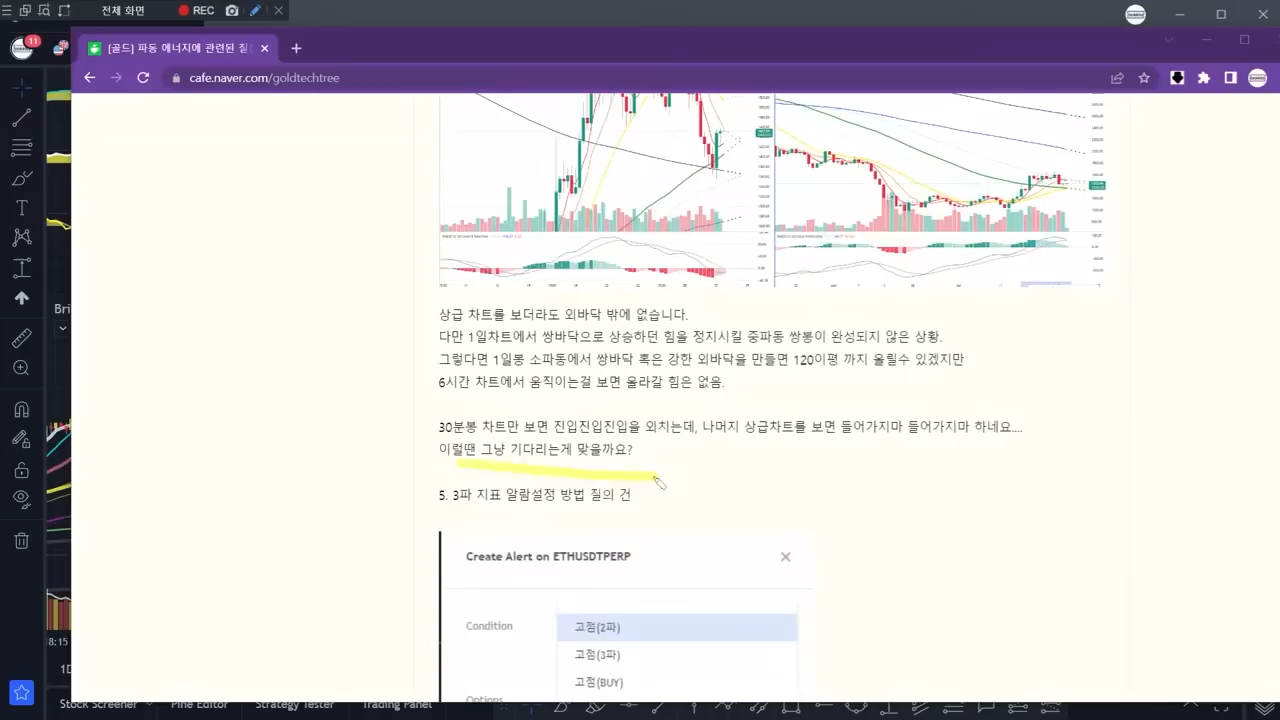 전체 화면
REC
11
[골드] 파동 에너지에 관련된 질
cafe.naver.com/goldtechtree
상급 차트를 보더라도 외바닥 밖에 없습니다.
다만 1일차트에서 쌍바닥으로 상승하던 힘을 정지시킬 중파동 쌍봉이 완성되지 않은 상황.
그렇다면 1일봉 소파동에서 쌍바닥 혹은 강한 외바닥을 만들면 120이평 까지 올릴수 있겠지만
6시간 차트에서 움직이는걸 보면 올라갈 힘은 없음.
30분봉 차트만 보면 진입진입진입을 외치는데, 나머지 상급차트를 보면 들어가지마 들어가지마 하네요....
이럴땐 그냥 기다리는게 맞을까요?
5. 3파 지표 알람설정 방법 질의 건
Create Alert on ETHUSDTPERP
Condition
고점(2파)
고점(3파)
고점(BUY)
Options
Bri
8:15
1D
Stock Screener
Pine Editor
Strategy Tester
Trading Panel